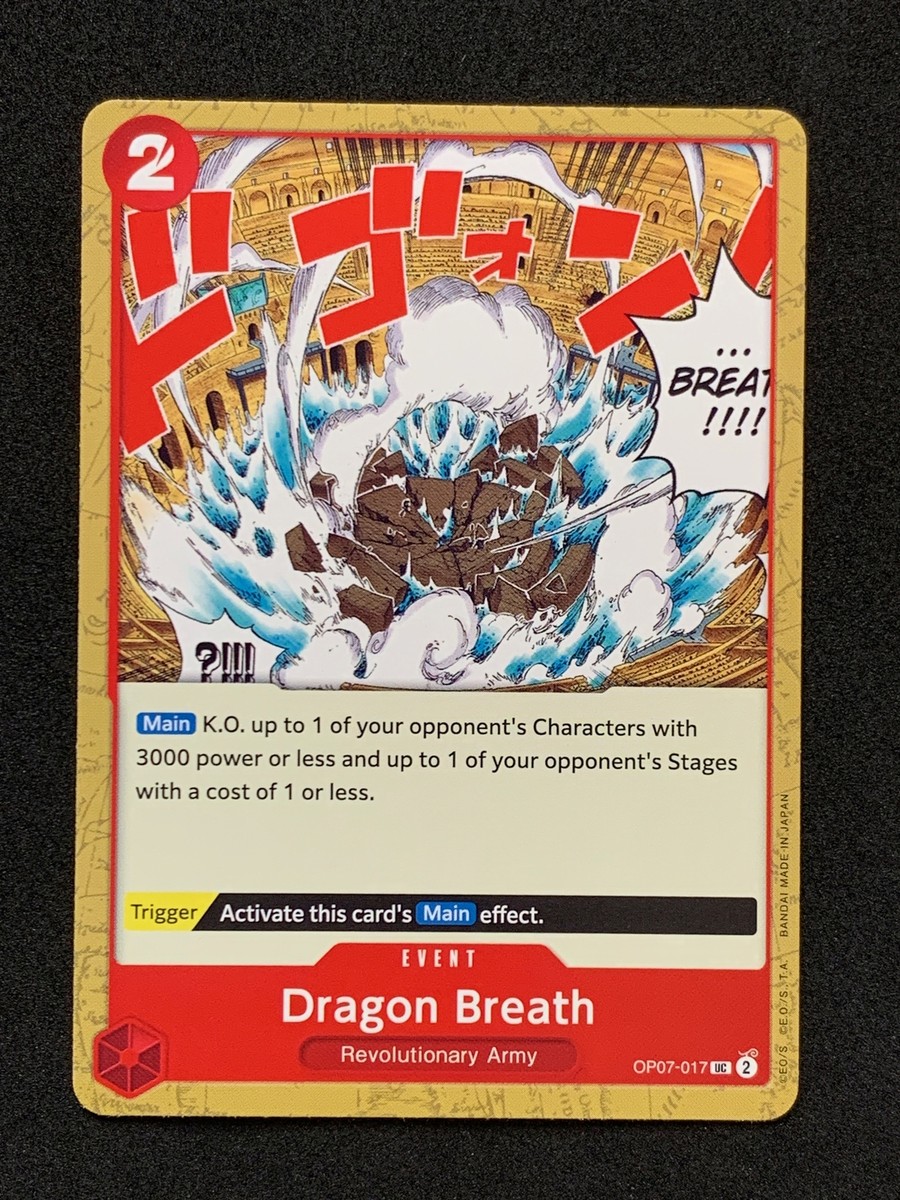 2
ドゴォン
...
BREAT
!!!!
?!!!
Main K.O. up to 1 of your opponent's Characters with
3000 power or less and up to 1 of your opponent's Stages
with a cost of 1 or less.
Trigger Activate this card's Main effect.
EVENT
Dragon Breath
Revolutionary Army
OP07-017 UC 2
©E.O./S. ©E.O./S.,T.A. BANDAI MADE IN JAPAN